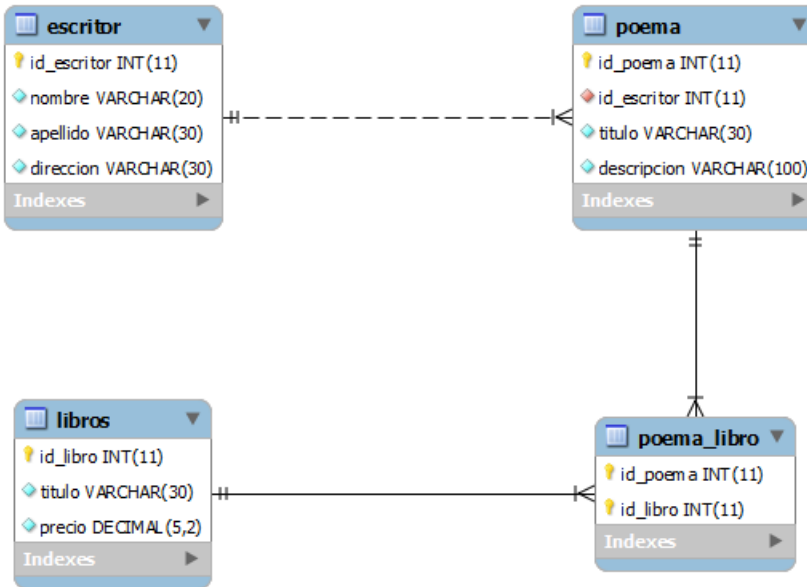 escritor
id_escritor INT(11)
nombre VARCHAR(20)
apellido VARCHAR(30)
direccion VARCHAR(30)
Indexes
poema
id_poema INT(11)
id_escritor INT(11)
titulo VARCHAR(30)
descripcion VARCHAR(100)
Indexes
libros
id_libro INT(11)
titulo VARCHAR(30)
precio DECIMAL(5,2)
Indexes
poema_libro
id_poema INT(11)
id_libro INT(11)
Indexes